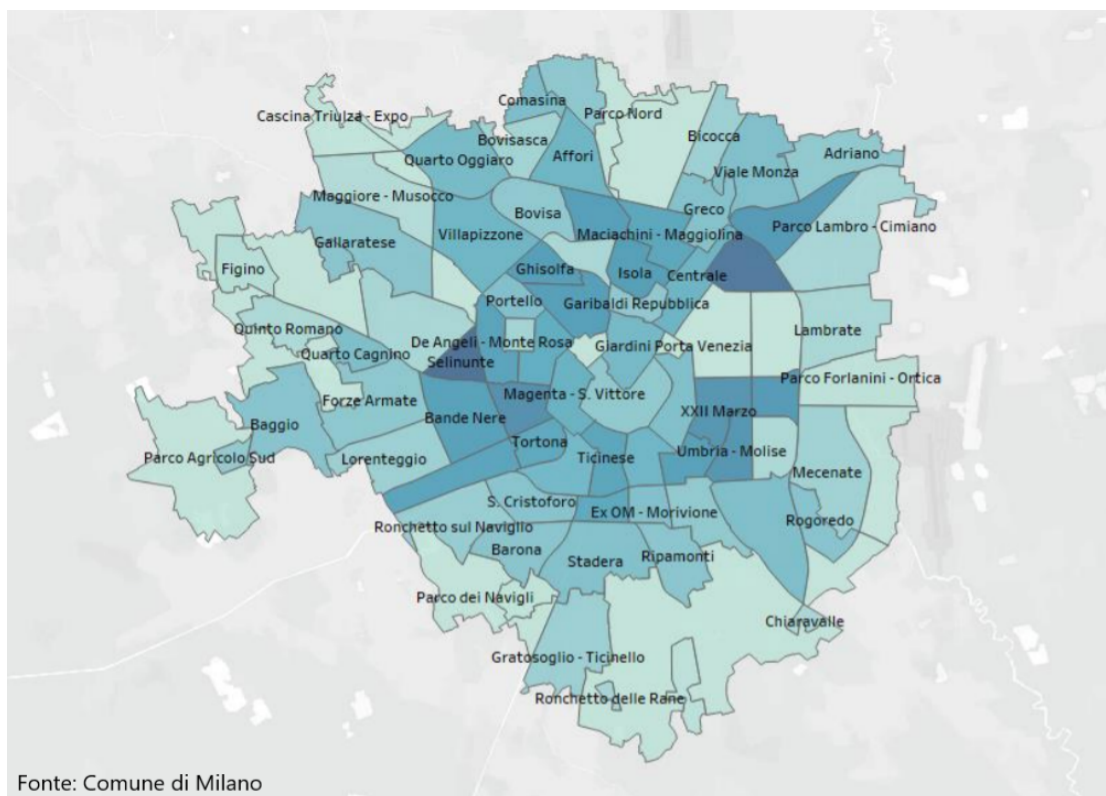 Comasina
Parco Nord
Cascina Triulza - Expo
Bovisasca
Bicocca
Quarto Oggiaro
Affori
Adriano
Viale Monza
Maggiore - Musocco
Bovisa
Greco
Parco Lambro - Cimiano
Villapizzone
Maciachini - Maggiolina
Gallaratese
Figino
Ghisolfa
Isola
Centrale
Portello
Garibaldi Repubblica
Quinto Romano
Lambrate
De Angeli - Monte Rosa
Giardini Porta Venezia
Quarto Cagnino
Selinunte
Parco Forlanini - Ortica
Magenta - S. Vittore
Forze Armate
XXII Marzo
Bande Nere
Baggio
Tortona
Umbria - Molise
Parco Agricolo Sud
Lorenteggio
Ticinese
Mecenate
S. Cristoforo
Ex OM - Morivione
Rogoredo
Ronchetto sul Naviglio
Barona
Stadera
Ripamonti
Parco dei Navigli
Chiaravalle
Gratosoglio - Ticinello
Ronchetto delle Rane
Fonte: Comune di Milano